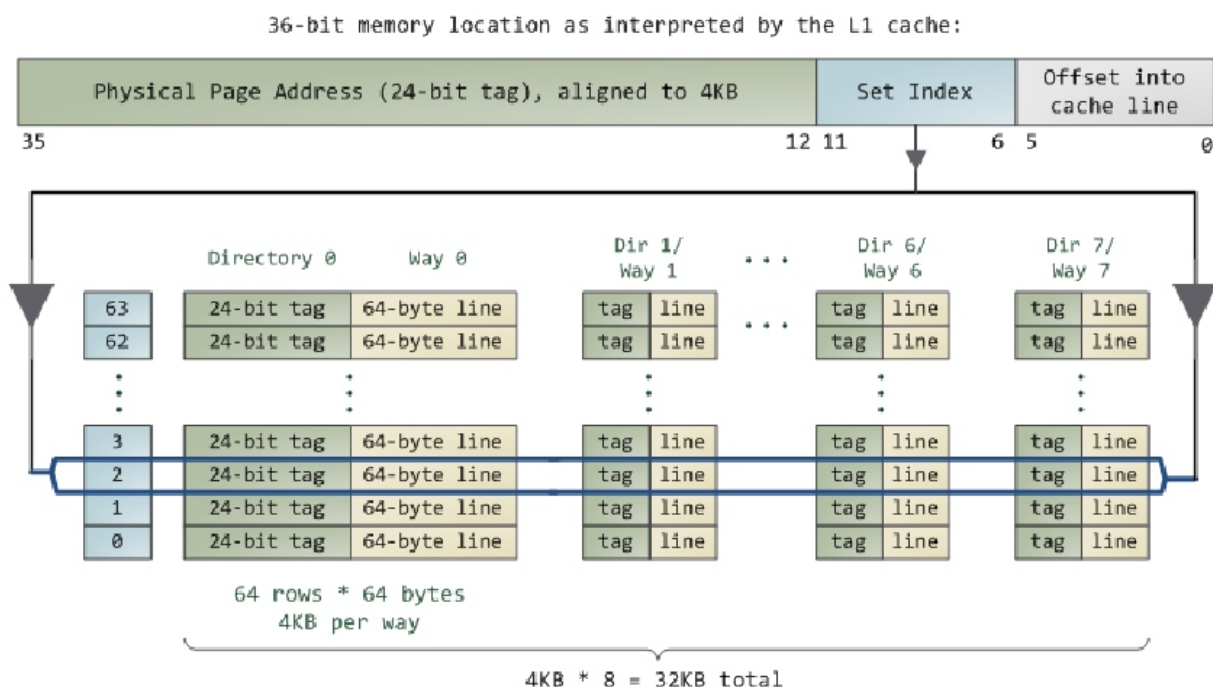 36-bit memory location as interpreted by the L1 cache:
Physical Page Address (24-bit tag), aligned to 4KB
Set Index
Offset into
cache line
35
12
11
6
5
0
Directory 0
Way 0
Dir 1/
Way 1
...
Dir 6/
Way 6
Dir 7/
Way 7
63 24-bit tag 64-byte line tag line ... tag line tag line
62 24-bit tag 64-byte line tag line tag line tag line
3 24-bit tag 64-byte line tag line tag line tag line
2 24-bit tag 64-byte line tag line tag line tag line
1 24-bit tag 64-byte line tag line tag line tag line
0 24-bit tag 64-byte line tag line tag line tag line
64 rows * 64 bytes
4KB per way
4KB * 8 = 32KB total